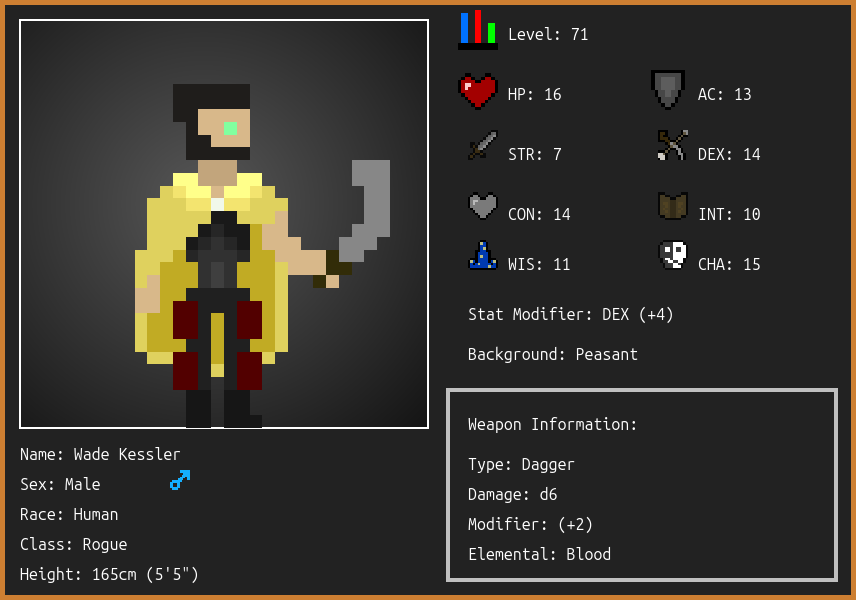 Level: 71
HP: 16
AC: 13
STR: 7
DEX: 14
CON: 14
INT: 10
WIS: 11
CHA: 15
Stat Modifier: DEX (+4)
Background: Peasant
Weapon Information:
Type: Dagger
Damage: d6
Modifier: (+2)
Elemental: Blood
Name: Wade Kessler
Sex: Male
Race: Human
Class: Rogue
Height: 165cm (5'5")